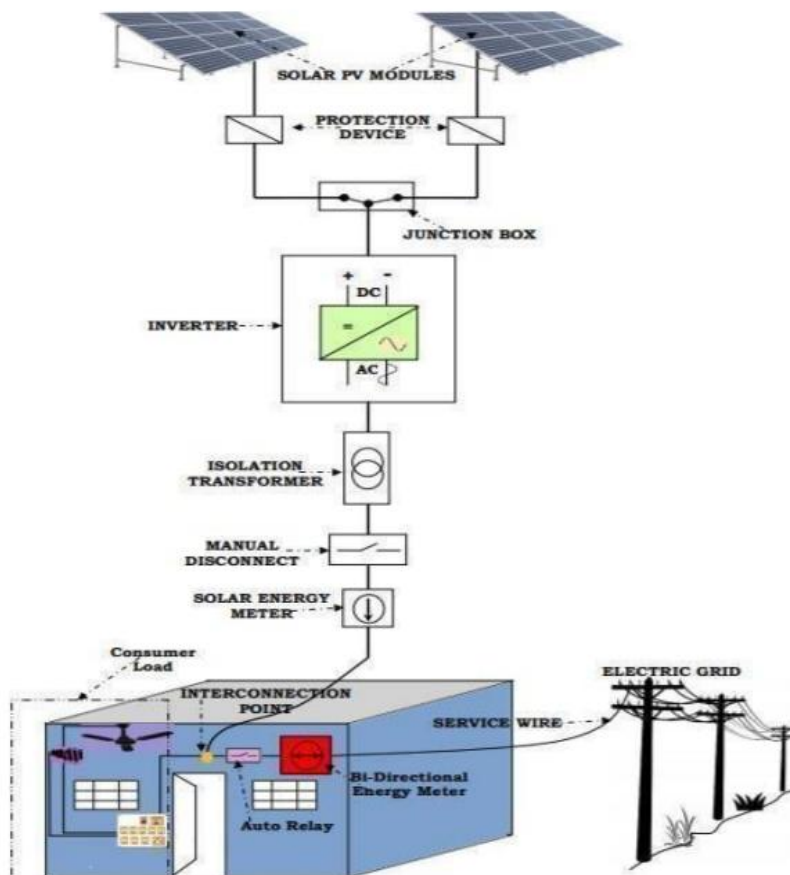 SOLAR PV MODULES
PROTECTION
DEVICE
JUNCTION BOX
+ -
DC
INVERTER
=
AC
ISOLATION
TRANSFORMER
MANUAL
DISCONNECT
SOLAR ENERGY
METER
Consumer
Load
INTERCONNECTION
POINT
ELECTRIC GRID
SERVICE WIRE
Bi-Directional
Energy Meter
Auto Relay